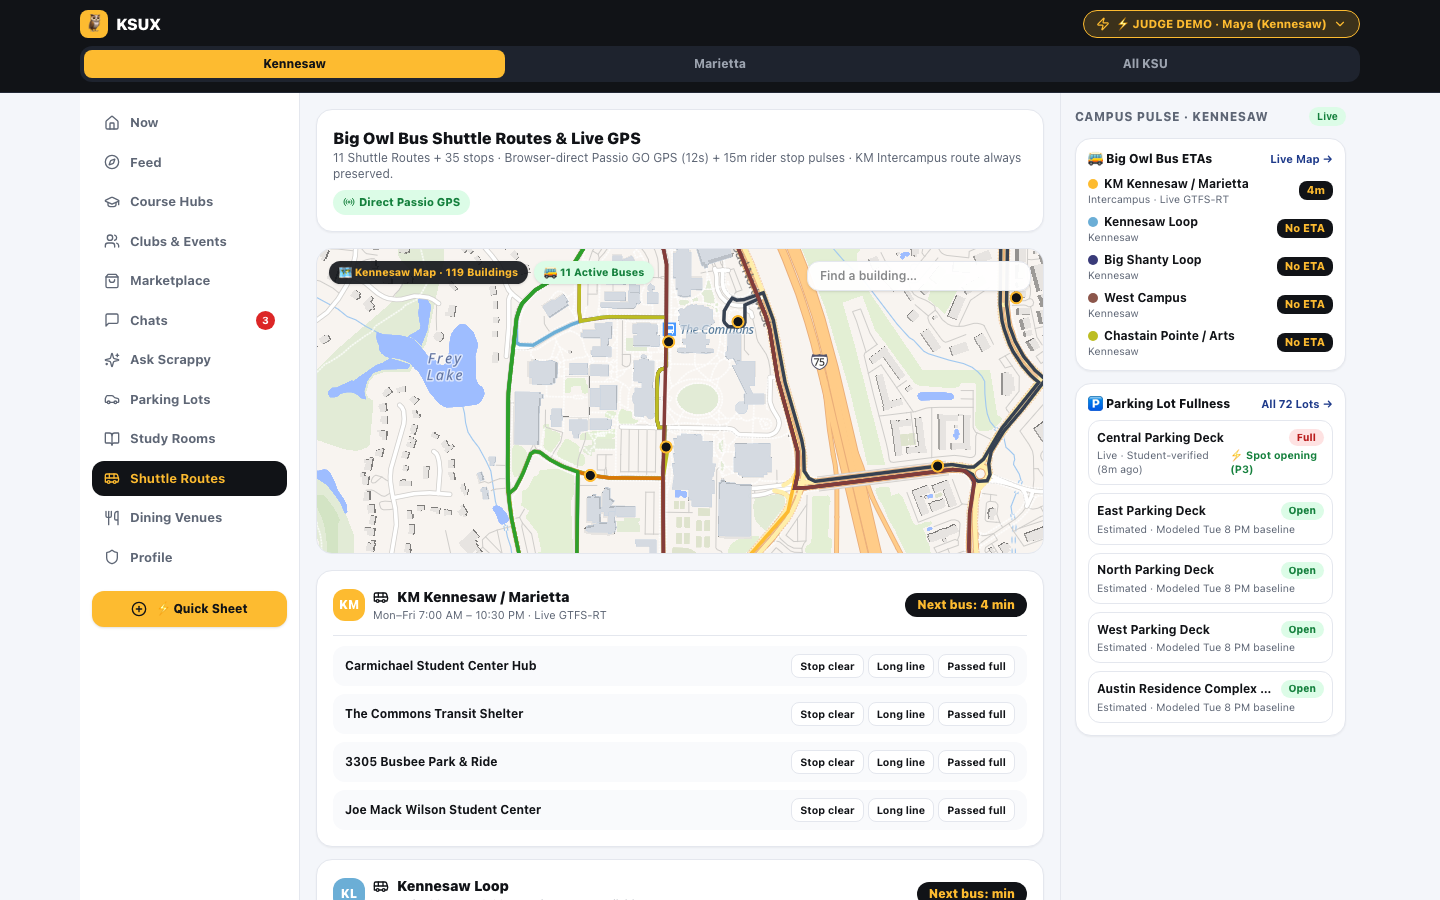 KSUX
⚡ JUDGE DEMO · Maya (Kennesaw)
Kennesaw
Marietta
All KSU
Now
Feed
Course Hubs
Clubs & Events
Marketplace
Chats
3
Ask Scrappy
Parking Lots
Study Rooms
Shuttle Routes
Dining Venues
Profile
⚡ Quick Sheet
Big Owl Bus Shuttle Routes & Live GPS
11 Shuttle Routes + 35 stops · Browser-direct Passio GO GPS (12s) + 15m rider stop pulses · KM Intercampus route always
preserved.
Direct Passio GPS
Kennesaw Map · 119 Buildings
11 Active Buses
Find a building...
The Commons
Frey
Lake
75
KM
KM Kennesaw / Marietta
Mon–Fri 7:00 AM – 10:30 PM · Live GTFS-RT
Next bus: 4 min
Carmichael Student Center Hub
Stop clear
Long line
Passed full
The Commons Transit Shelter
Stop clear
Long line
Passed full
3305 Busbee Park & Ride
Stop clear
Long line
Passed full
Joe Mack Wilson Student Center
Stop clear
Long line
Passed full
KL
Kennesaw Loop
Next bus: min
CAMPUS PULSE · KENNESAW
Live
Big Owl Bus ETAs
Live Map →
KM Kennesaw / Marietta
Intercampus · Live GTFS-RT
4m
Kennesaw Loop
Kennesaw
No ETA
Big Shanty Loop
Kennesaw
No ETA
West Campus
Kennesaw
No ETA
Chastain Pointe / Arts
Kennesaw
No ETA
P Parking Lot Fullness
All 72 Lots →
Central Parking Deck
Full
Live · Student-verified
(8m ago)
⚡ Spot opening
(P3)
East Parking Deck
Open
Estimated · Modeled Tue 8 PM baseline
North Parking Deck
Open
Estimated · Modeled Tue 8 PM baseline
West Parking Deck
Open
Estimated · Modeled Tue 8 PM baseline
Austin Residence Complex ...
Open
Estimated · Modeled Tue 8 PM baseline